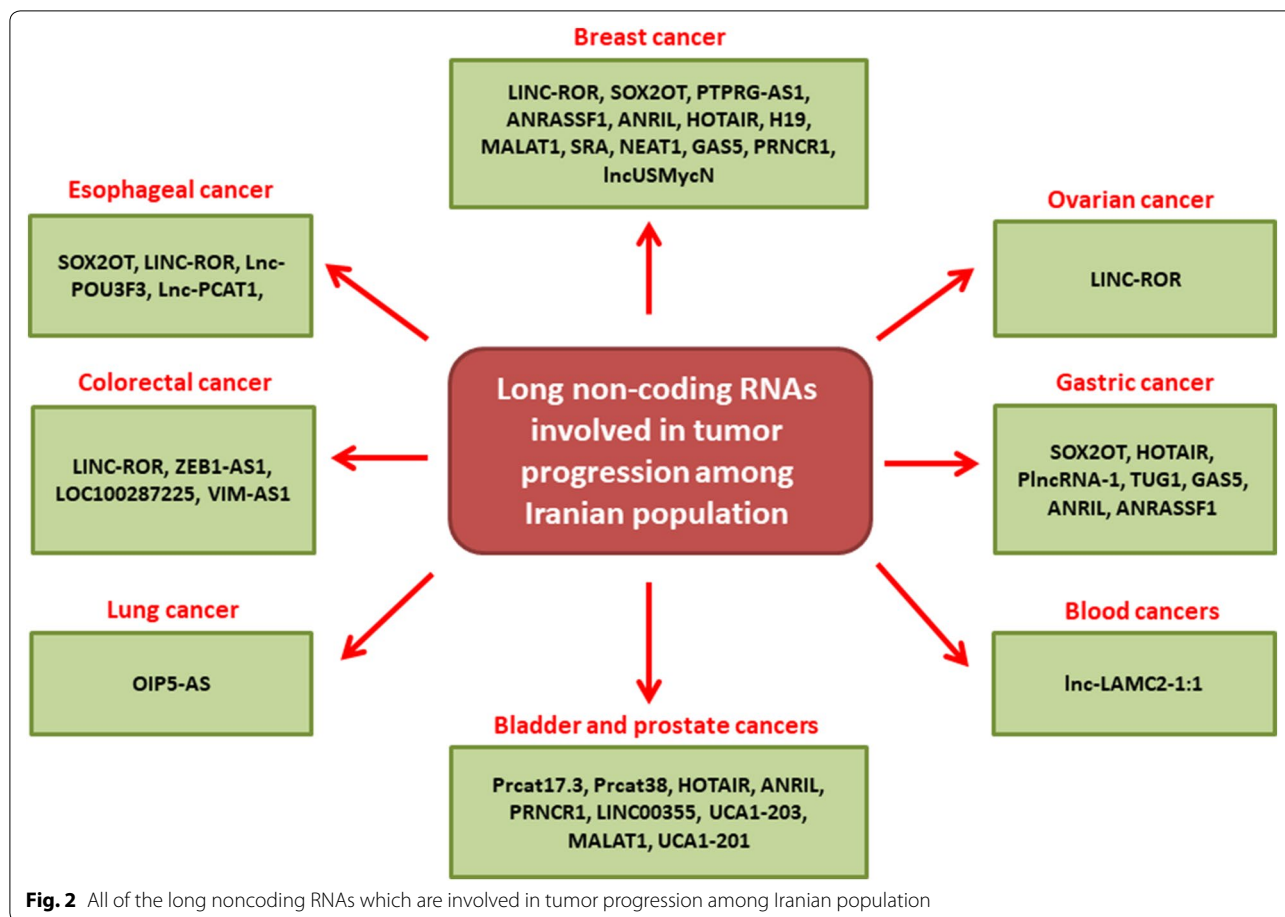 Breast cancer
LINC-ROR, SOX2OT, PTPRG-AS1,
ANRASSF1, ANRIL, HOTAIR, H19,
MALAT1, SRA, NEAT1, GAS5, PRNCR1,
lncUSMycN
Esophageal cancer
SOX2OT, LINC-ROR, Lnc-
POU3F3, Lnc-PCAT1,
Ovarian cancer
LINC-ROR
Long non-coding RNAs
involved in tumor
progression among
Iranian population
Colorectal cancer
LINC-ROR, ZEB1-AS1,
LOC100287225, VIM-AS1
Gastric cancer
SOX2OT, HOTAIR,
PlncRNA-1, TUG1, GAS5,
ANRIL, ANRASSF1
Lung cancer
OIP5-AS
Blood cancers
lnc-LAMC2-1:1
Bladder and prostate cancers
Prcat17.3, Prcat38, HOTAIR, ANRIL,
PRNCR1, LINC00355, UCA1-203,
MALAT1, UCA1-201
Fig. 2 All of the long noncoding RNAs which are involved in tumor progression among Iranian population